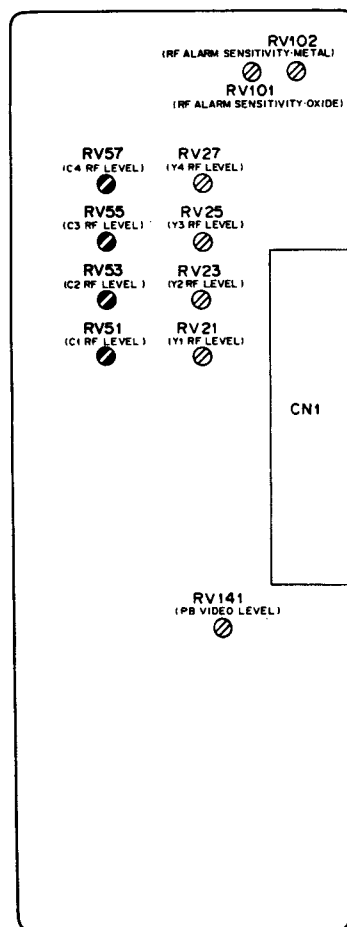 RV102
(RF ALARM SENSITIVITY·METAL)
RV101
(RF ALARM SENSITIVITY·OXIDE)
RV57
(C4 RF LEVEL)
RV27
(Y4 RF LEVEL)
RV55
(C3 RF LEVEL)
RV25
(Y3 RF LEVEL)
RV53
(C2 RF LEVEL)
RV23
(Y2 RF LEVEL)
RV51
(C1 RF LEVEL)
RV21
(Y1 RF LEVEL)
CN1
RV141
(PB VIDEO LEVEL)